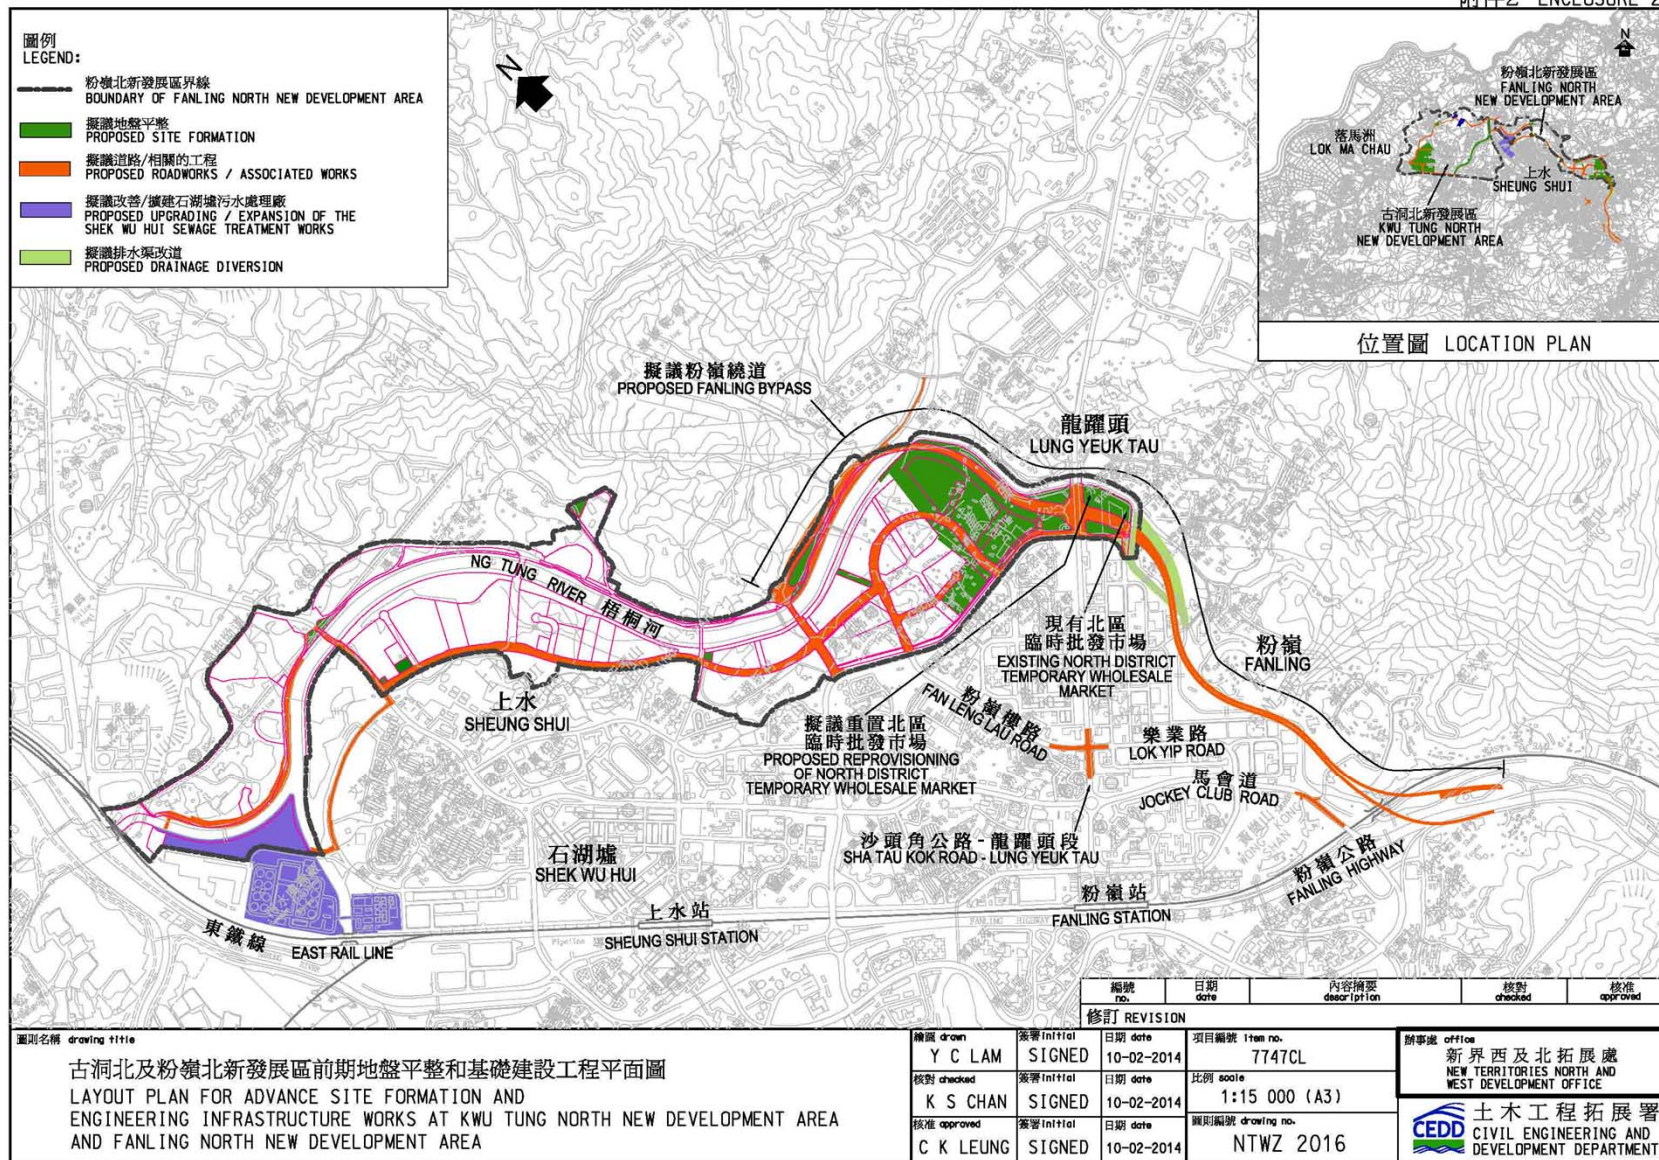 附件2 ENCLOSURE 2
圖例
LEGEND:
粉嶺北新發展區界線
BOUNDARY OF FANLING NORTH NEW DEVELOPMENT AREA
擬議地盤平整
PROPOSED SITE FORMATION
擬議道路/相關的工程
PROPOSED ROADWORKS / ASSOCIATED WORKS
擬議改善/擴建石湖墟污水處理廠
PROPOSED UPGRADING / EXPANSION OF THE
SHEK WU HUI SEWAGE TREATMENT WORKS
擬議排水渠改道
PROPOSED DRAINAGE DIVERSION
N
N
粉嶺北新發展區
FANLING NORTH
NEW DEVELOPMENT AREA
落馬洲
LOK MA CHAU
上水
SHEUNG SHUI
古洞北新發展區
KWU TUNG NORTH
NEW DEVELOPMENT AREA
位置圖 LOCATION PLAN
擬議粉嶺繞道
PROPOSED FANLING BYPASS
龍躍頭
LUNG YEUK TAU
NG TUNG RIVER 梧桐河
現有北區
臨時批發市場
EXISTING NORTH DISTRICT
TEMPORARY WHOLESALE
MARKET
粉嶺
FANLING
上水
SHEUNG SHUI
擬議重置北區
臨時批發市場
PROPOSED REPROVISIONING
OF NORTH DISTRICT
TEMPORARY WHOLESALE MARKET
粉嶺樓路
FAN LENG LAU ROAD
樂業路
LOK YIP ROAD
馬會道
JOCKEY CLUB ROAD
沙頭角公路-龍躍頭段
SHA TAU KOK ROAD - LUNG YEUK TAU
石湖墟
SHEK WU HUI
粉嶺公路
FANLING HIGHWAY
粉嶺站
FANLING STATION
上水站
SHEUNG SHUI STATION
東鐵線
EAST RAIL LINE
編號 no.
日期 date
內容摘要 description
核對 checked
核准 approved
修訂 REVISION
圖則名稱 drawing title
古洞北及粉嶺北新發展區前期地盤平整和基礎建設工程平面圖
LAYOUT PLAN FOR ADVANCE SITE FORMATION AND
ENGINEERING INFRASTRUCTURE WORKS AT KWU TUNG NORTH NEW DEVELOPMENT AREA
AND FANLING NORTH NEW DEVELOPMENT AREA
繪圖 drawn 簽署 initial 日期 date
Y C LAM SIGNED 10-02-2014
核對 checked 簽署 initial 日期 date
K S CHAN SIGNED 10-02-2014
核准 approved 簽署 initial 日期 date
C K LEUNG SIGNED 10-02-2014
項目編號 item no.
7747CL
比例 scale
1:15 000 (A3)
圖則編號 drawing no.
NTWZ 2016
辦事處 office
新界西及北拓展處
NEW TERRITORIES NORTH AND
WEST DEVELOPMENT OFFICE
CEDD
土木工程拓展署
CIVIL ENGINEERING AND
DEVELOPMENT DEPARTMENT